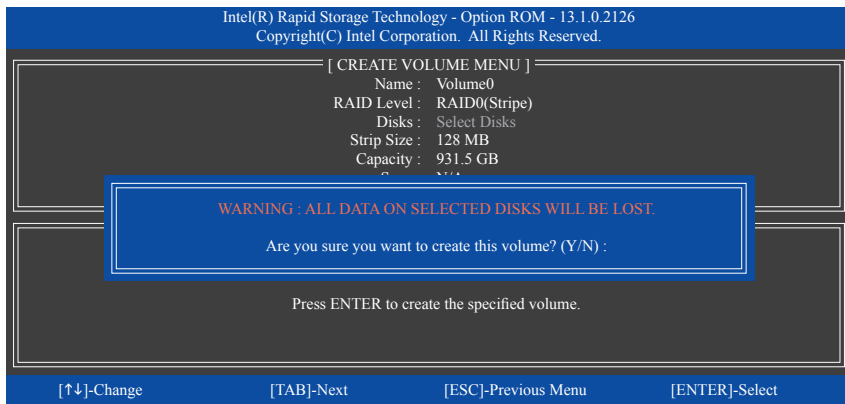 Intel(R) Rapid Storage Technology - Option ROM - 13.1.0.2126
Copyright(C) Intel Corporation. All Rights Reserved.
[ CREATE VOLUME MENU ]
Name : Volume0
RAID Level : RAID0(Stripe)
Disks : Select Disks
Strip Size : 128 MB
Capacity : 931.5 GB
N/A
WARNING : ALL DATA ON SELECTED DISKS WILL BE LOST.
Are you sure you want to create this volume? (Y/N) :
Press ENTER to create the specified volume.
[↑↓]-Change [TAB]-Next [ESC]-Previous Menu [ENTER]-Select